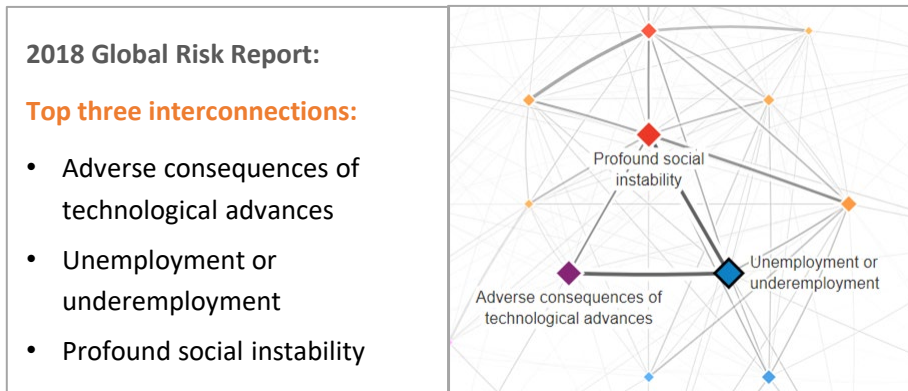 2018 Global Risk Report:
Top three interconnections:
• Adverse consequences of
technological advances
• Unemployment or
underemployment
• Profound social instability
Profound social
instability
Unemployment or
underemployment
Adverse consequences of
technological advances